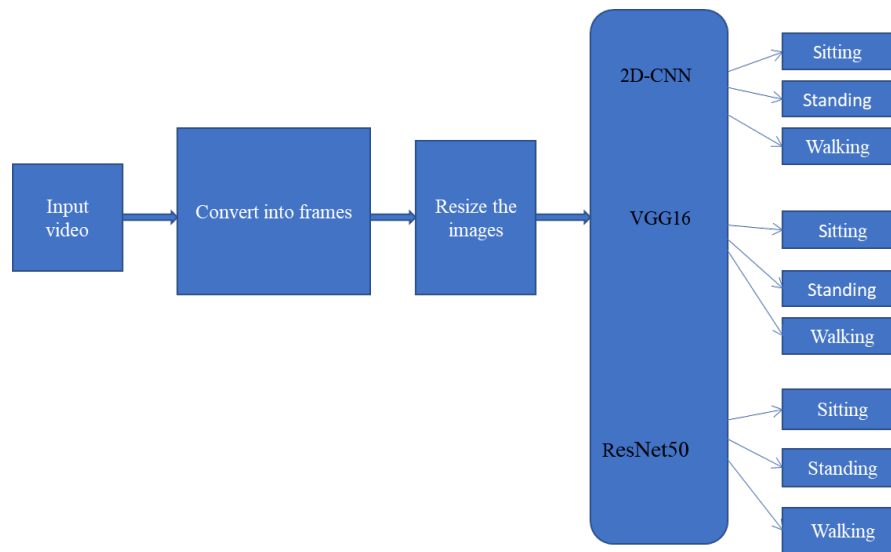 Input
video
Convert into frames
Resize the
images
2D-CNN
Sitting
Standing
Walking
VGG16
Sitting
Standing
Walking
ResNet50
Sitting
Standing
Walking